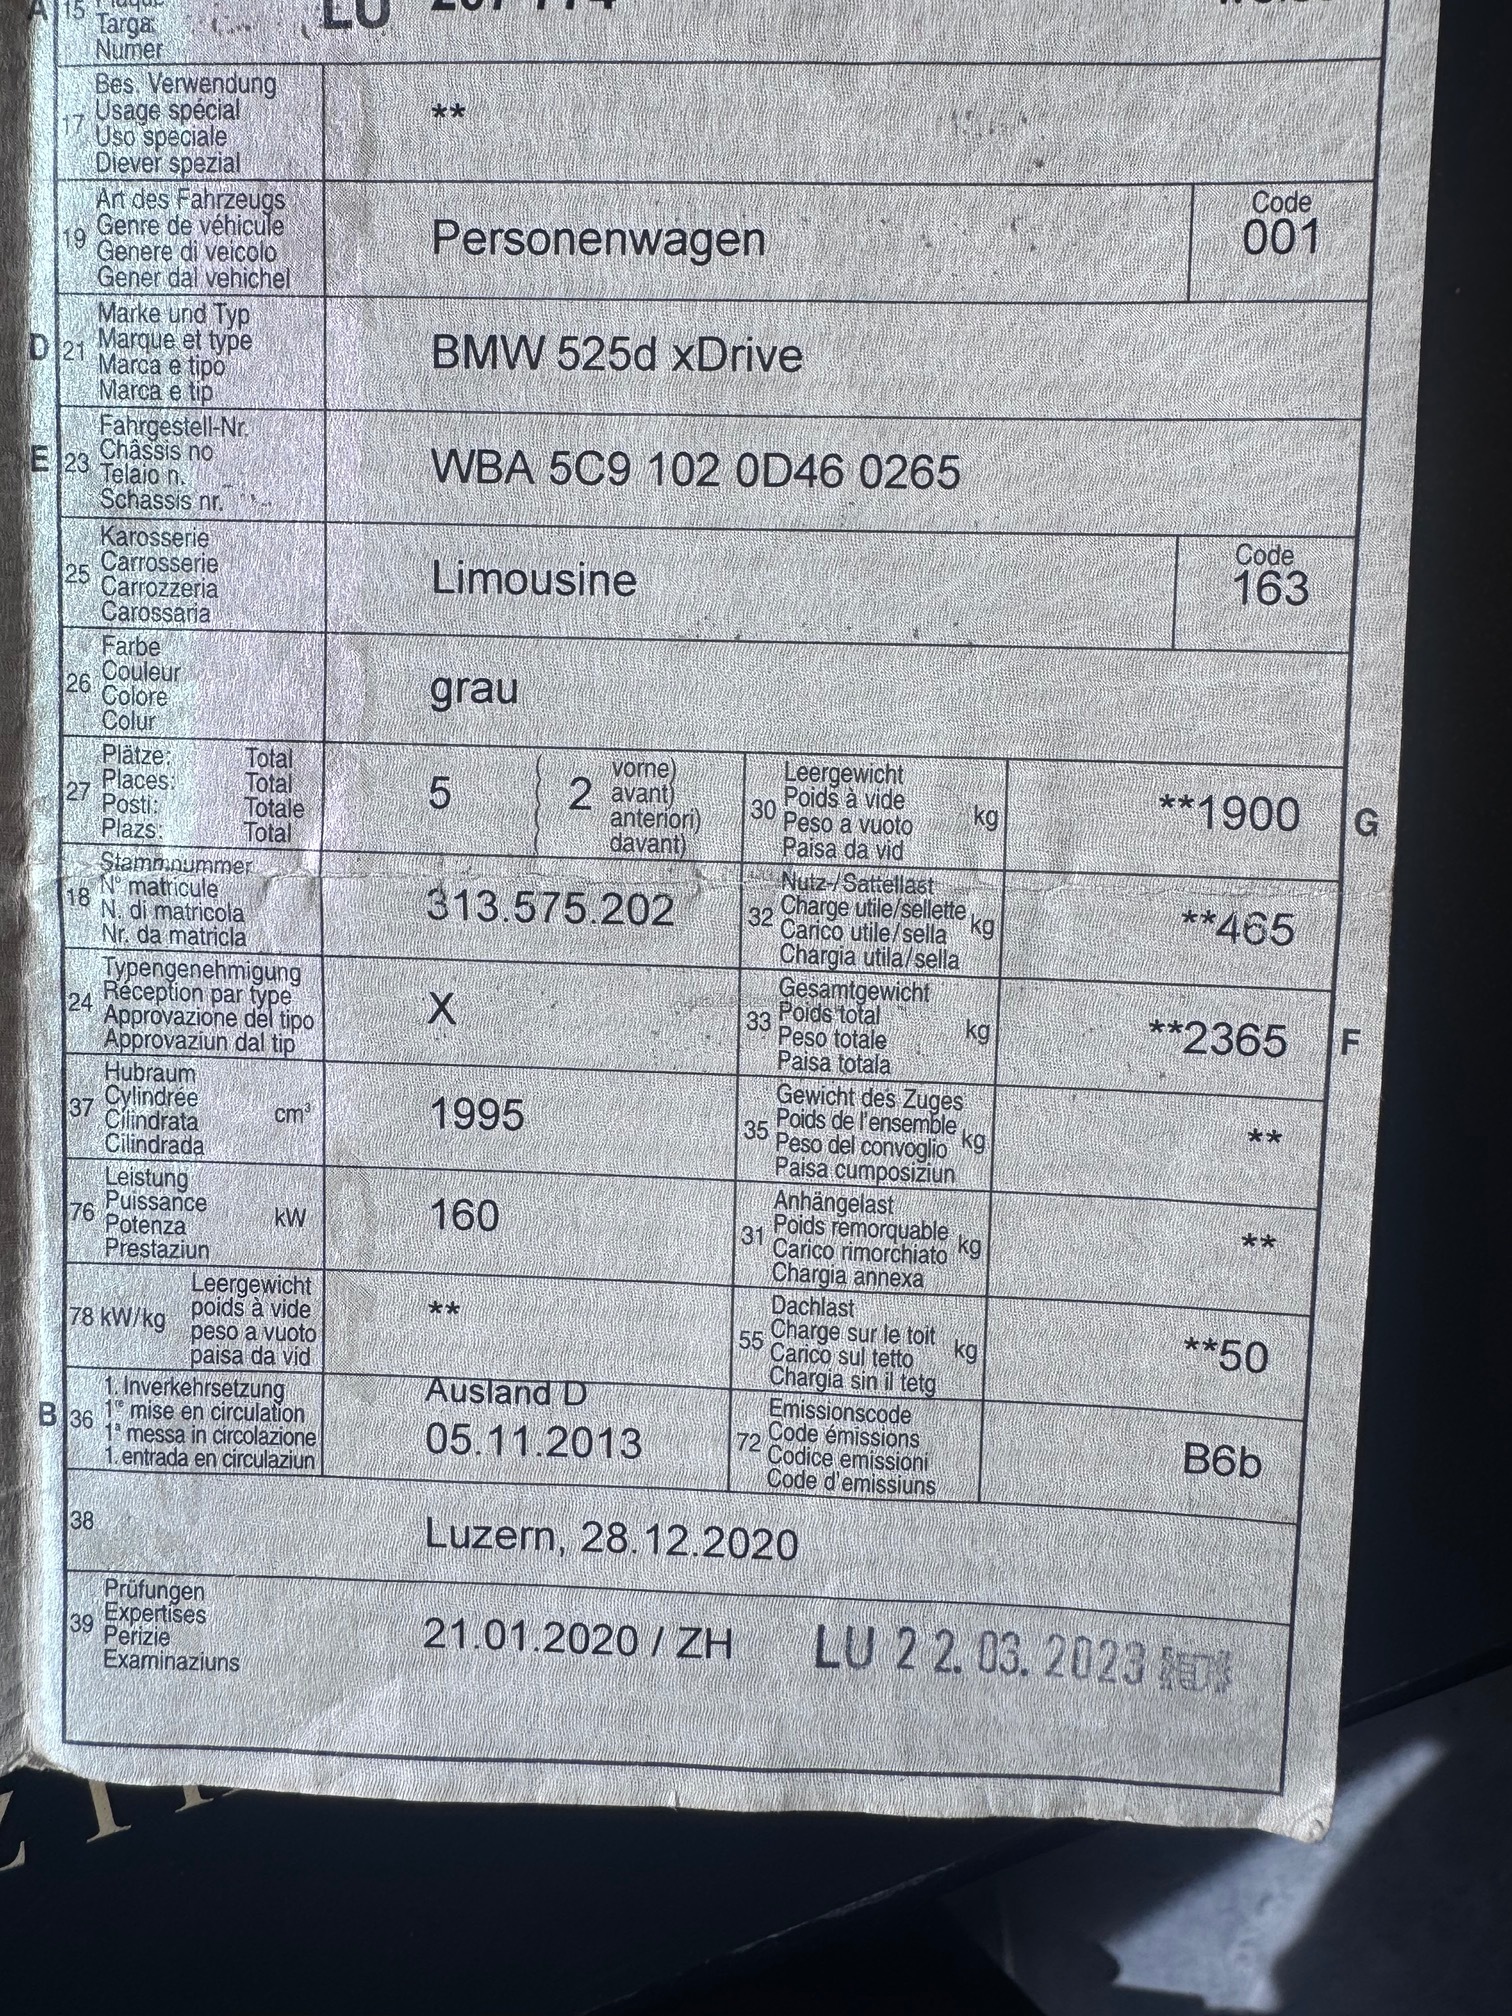 A 15
Targa
Numer
LU
17 Bes. Verwendung
Usage spécial
Uso speciale
Diever spezial
**
19 Art des Fahrzeugs
Genre de véhicule
Genere di veicolo
Gener dal vehichel
Personenwagen
Code
001
D 21 Marke und Typ
Marque et type
Marca e tipo
Marca e tip
BMW 525d xDrive
E 23 Fahrgestell-Nr.
Châssis no
Telaio n.
Schassis nr.
WBA 5C9 102 0D46 0265
25 Karosserie
Carrosserie
Carrozzeria
Carossaria
Limousine
Code
163
26 Farbe
Couleur
Colore
Colur
grau
27 Plätze: Total
Places: Total
Posti: Totale
Plazs: Total
5 ( 2 vorne)
avant)
anteriori)
davant)
30 Leergewicht
Poids à vide
Peso a vuoto
Paisa da vid
kg
**1900 G
18 Stammnummer
N° matricule
N. di matricola
Nr. da matricla
313.575.202
32 Nutz-/Sattellast
Charge utile/sellette
Carico utile/sella
Chargia utila/sella
kg
**465
24 Typengenehmigung
Réception par type
Approvazione del tipo
Approvaziun dal tip
X
33 Gesamtgewicht
Poids total
Peso totale
Paisa totala
kg
**2365 F
37 Hubraum
Cylindrée
Cilindrata
Cilindrada
cm³
1995
35 Gewicht des Zuges
Poids de l'ensemble
Peso del convoglio
Paisa cumposiziun
kg
**
76 Leistung
Puissance
Potenza
Prestaziun
kW
160
31 Anhängelast
Poids remorquable
Carico rimorchiato
Chargia annexa
kg
**
78 kW/kg Leergewicht
poids à vide
peso a vuoto
paisa da vid
**
55 Dachlast
Charge sur le toit
Carico sul tetto
Chargia sin il tetg
kg
**50
B 36 1. Inverkehrsetzung
1re mise en circulation
1a messa in circolazione
1. entrada en circulaziun
Ausland D
05.11.2013
72 Emissionscode
Code émissions
Codice emissioni
Code d'emissiuns
B6b
38
Luzern, 28.12.2020
39 Prüfungen
Expertises
Perizie
Examinaziuns
21.01.2020 / ZH
LU 22.03.2023